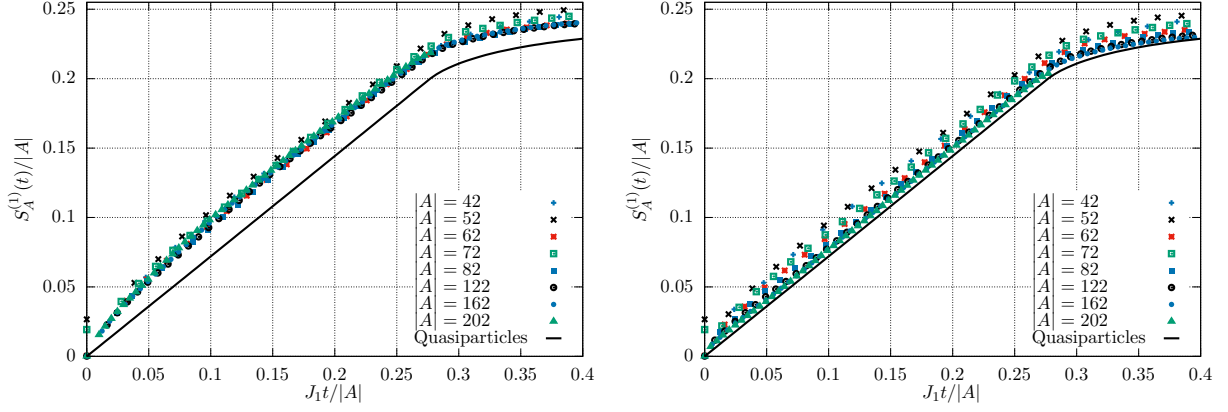 0.25
0.2
0.15
0.1
0.05
0
S_A^{(1)}(t)/|A|
|A| = 42
|A| = 52
|A| = 62
|A| = 72
|A| = 82
|A| = 122
|A| = 162
|A| = 202
Quasiparticles
0 0.05 0.1 0.15 0.2 0.25 0.3 0.35 0.4
J_1t/|A|
0.25
0.2
0.15
0.1
0.05
0
S_A^{(1)}(t)/|A|
|A| = 42
|A| = 52
|A| = 62
|A| = 72
|A| = 82
|A| = 122
|A| = 162
|A| = 202
Quasiparticles
0 0.05 0.1 0.15 0.2 0.25 0.3 0.35 0.4
J_1t/|A|